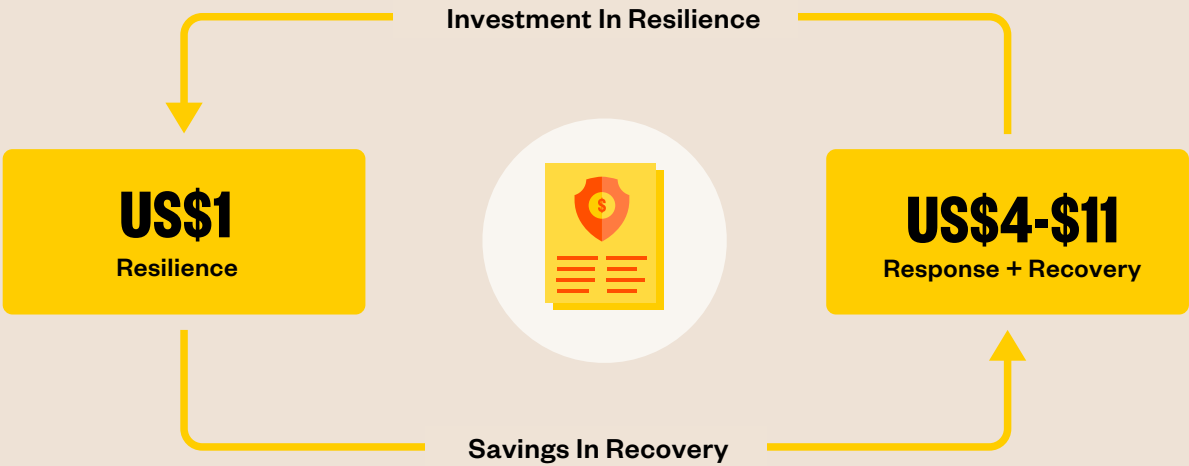 Investment In Resilience
US$1
Resilience
$
US$4-$11
Response + Recovery
Savings In Recovery